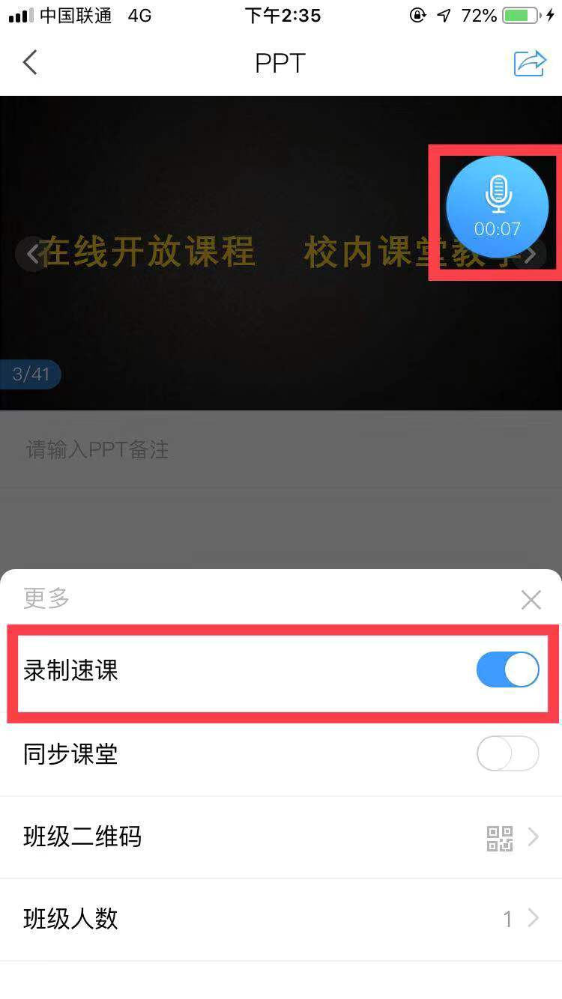 中国联通 4G 下午2:35 72%
PPT
00:07
在线开放课程 校内课堂教学
3/41
请输入PPT备注
更多
录制速课
同步课堂
班级二维码
班级人数 1